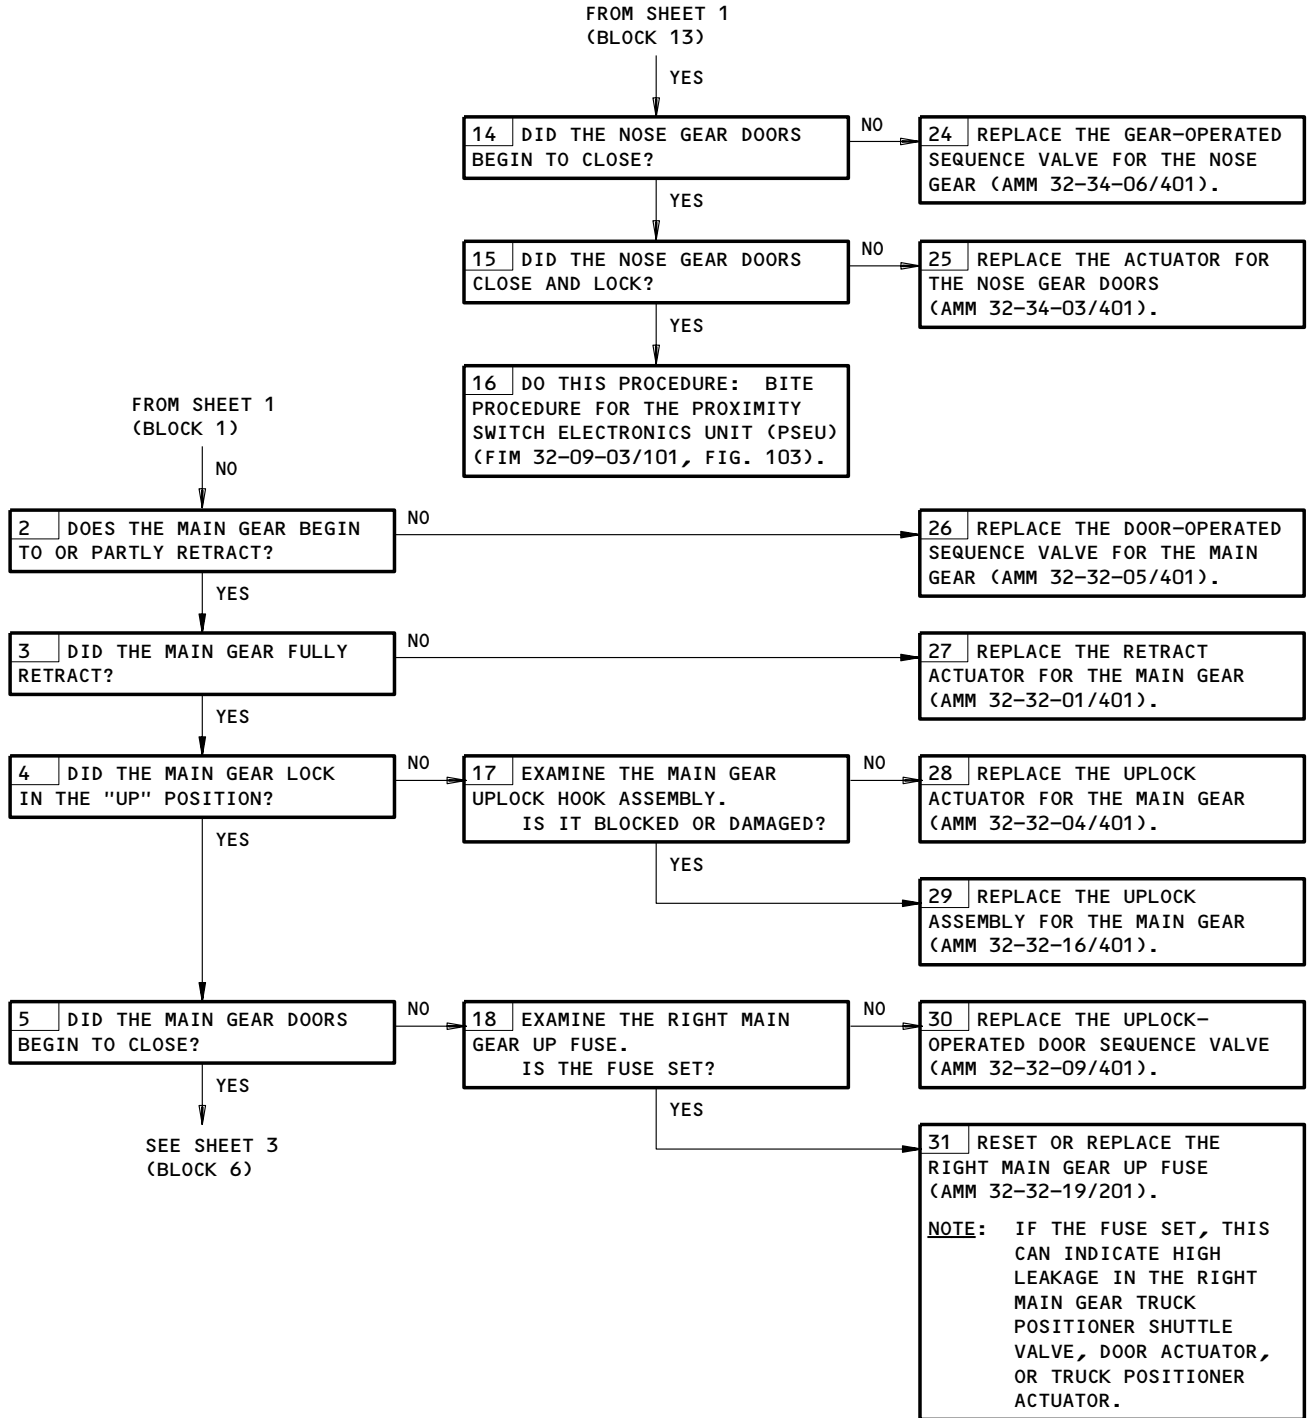 FROM SHEET 1
(BLOCK 13)
YES
14 DID THE NOSE GEAR DOORS
BEGIN TO CLOSE?
NO
24 REPLACE THE GEAR-OPERATED
SEQUENCE VALVE FOR THE NOSE
GEAR (AMM 32-34-06/401).
YES
15 DID THE NOSE GEAR DOORS
CLOSE AND LOCK?
NO
25 REPLACE THE ACTUATOR FOR
THE NOSE GEAR DOORS
(AMM 32-34-03/401).
YES
16 DO THIS PROCEDURE: BITE
PROCEDURE FOR THE PROXIMITY
SWITCH ELECTRONICS UNIT (PSEU)
(FIM 32-09-03/101, FIG. 103).
FROM SHEET 1
(BLOCK 1)
NO
2 DOES THE MAIN GEAR BEGIN
TO OR PARTLY RETRACT?
NO
26 REPLACE THE DOOR-OPERATED
SEQUENCE VALVE FOR THE MAIN
GEAR (AMM 32-32-05/401).
YES
3 DID THE MAIN GEAR FULLY
RETRACT?
NO
27 REPLACE THE RETRACT
ACTUATOR FOR THE MAIN GEAR
(AMM 32-32-01/401).
YES
4 DID THE MAIN GEAR LOCK
IN THE "UP" POSITION?
NO
17 EXAMINE THE MAIN GEAR
UPLOCK HOOK ASSEMBLY.
IS IT BLOCKED OR DAMAGED?
NO
28 REPLACE THE UPLOCK
ACTUATOR FOR THE MAIN GEAR
(AMM 32-32-04/401).
YES
YES
29 REPLACE THE UPLOCK
ASSEMBLY FOR THE MAIN GEAR
(AMM 32-32-16/401).
5 DID THE MAIN GEAR DOORS
BEGIN TO CLOSE?
NO
18 EXAMINE THE RIGHT MAIN
GEAR UP FUSE.
IS THE FUSE SET?
NO
30 REPLACE THE UPLOCK-
OPERATED DOOR SEQUENCE VALVE
(AMM 32-32-09/401).
YES
SEE SHEET 3
(BLOCK 6)
YES
31 RESET OR REPLACE THE
RIGHT MAIN GEAR UP FUSE
(AMM 32-32-19/201).
NOTE: IF THE FUSE SET, THIS
CAN INDICATE HIGH
LEAKAGE IN THE RIGHT
MAIN GEAR TRUCK
POSITIONER SHUTTLE
VALVE, DOOR ACTUATOR,
OR TRUCK POSITIONER
ACTUATOR.